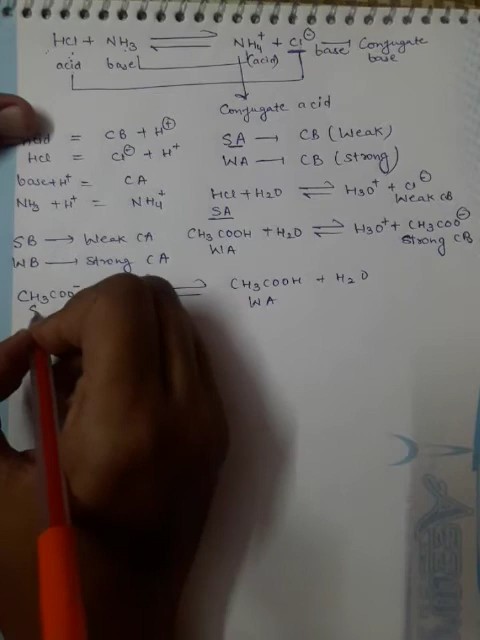 HCl + NH₃ ⇌ NH₄⁺ + Cl⊖ → Conjugate
acid base (acid) base base
Conjugate acid
= CB + H⊕
HCl = Cl⊖ + H⁺
base + H⁺ = CA
NH₃ + H⁺ = NH₄⁺
SB → Weak CA
WB → Strong CA
SA → CB (Weak)
WA → CB (Strong)
HCl + H₂O ⇌ H₃O⁺ + Cl⊖
SA Weak CB
CH₃COOH + H₂O ⇌ H₃O⁺ + CH₃COO⊖
WA Strong CB
CH₃COO⁻ ⇌ CH₃COOH + H₂O
S WA